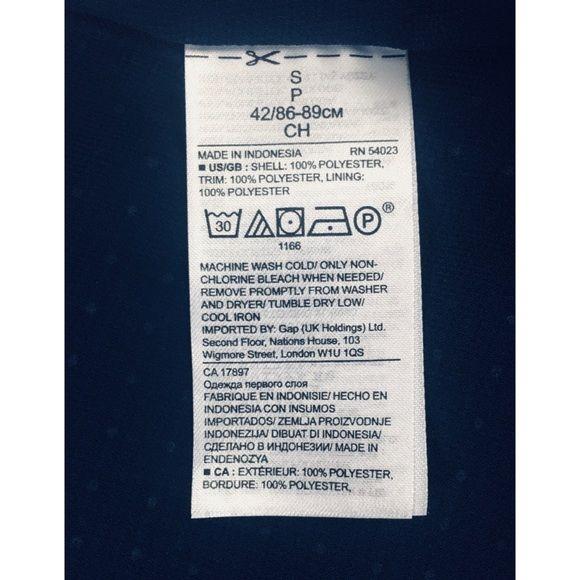 S
P
42/86-89CM
CH
MADE IN INDONESIA RN 54023
■ US/GB : SHELL: 100% POLYESTER,
TRIM: 100% POLYESTER, LINING:
100% POLYESTER
30 P ®
1166
MACHINE WASH COLD/ ONLY NON-
CHLORINE BLEACH WHEN NEEDED/
REMOVE PROMPTLY FROM WASHER
AND DRYER/ TUMBLE DRY LOW/
COOL IRON
IMPORTED BY: Gap (UK Holdings) Ltd.
Second Floor, Nations House, 103
Wigmore Street, London W1U 1QS
CA 17897
Одежда первого слоя
FABRIQUE EN INDONISIE/ HECHO EN
INDONESIA CON INSUMOS
IMPORTADOS/ ZEMLJA PROIZVODNJE
INDONEZIJA/ DIBUAT DI INDONESIA/
СДЕЛАНО В ИНДОНЕЗИИ/ MADE IN
ENDENOZYA
■ CA : EXTÉRIEUR: 100% POLYESTER,
BORDURE: 100% POLYESTER,